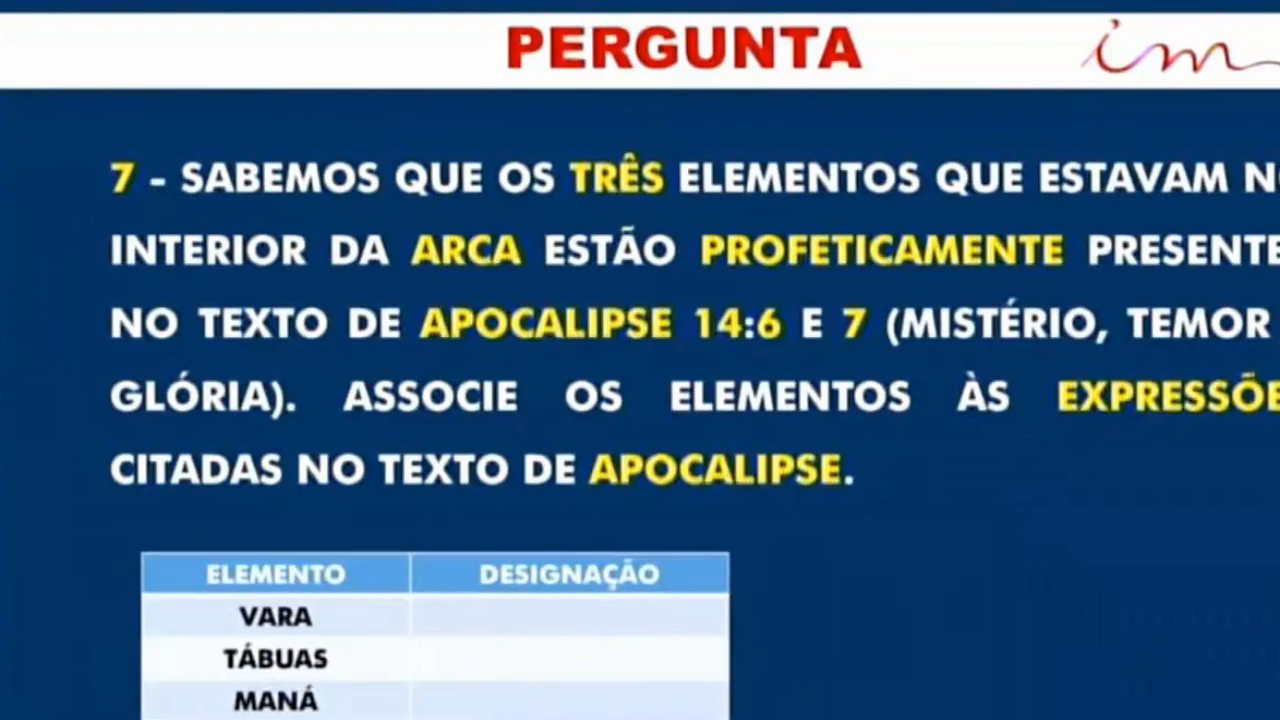 PERGUNTA
im
7 - SABEMOS QUE OS TRÊS ELEMENTOS QUE ESTAVAM NO
INTERIOR DA ARCA ESTÃO PROFETICAMENTE PRESENTE
NO TEXTO DE APOCALIPSE 14:6 E 7 (MISTÉRIO, TEMOR
GLÓRIA). ASSOCIE OS ELEMENTOS ÀS EXPRESSÕE
CITADAS NO TEXTO DE APOCALIPSE.
ELEMENTO DESIGNAÇÃO
VARA
TÁBUAS
MANÁ